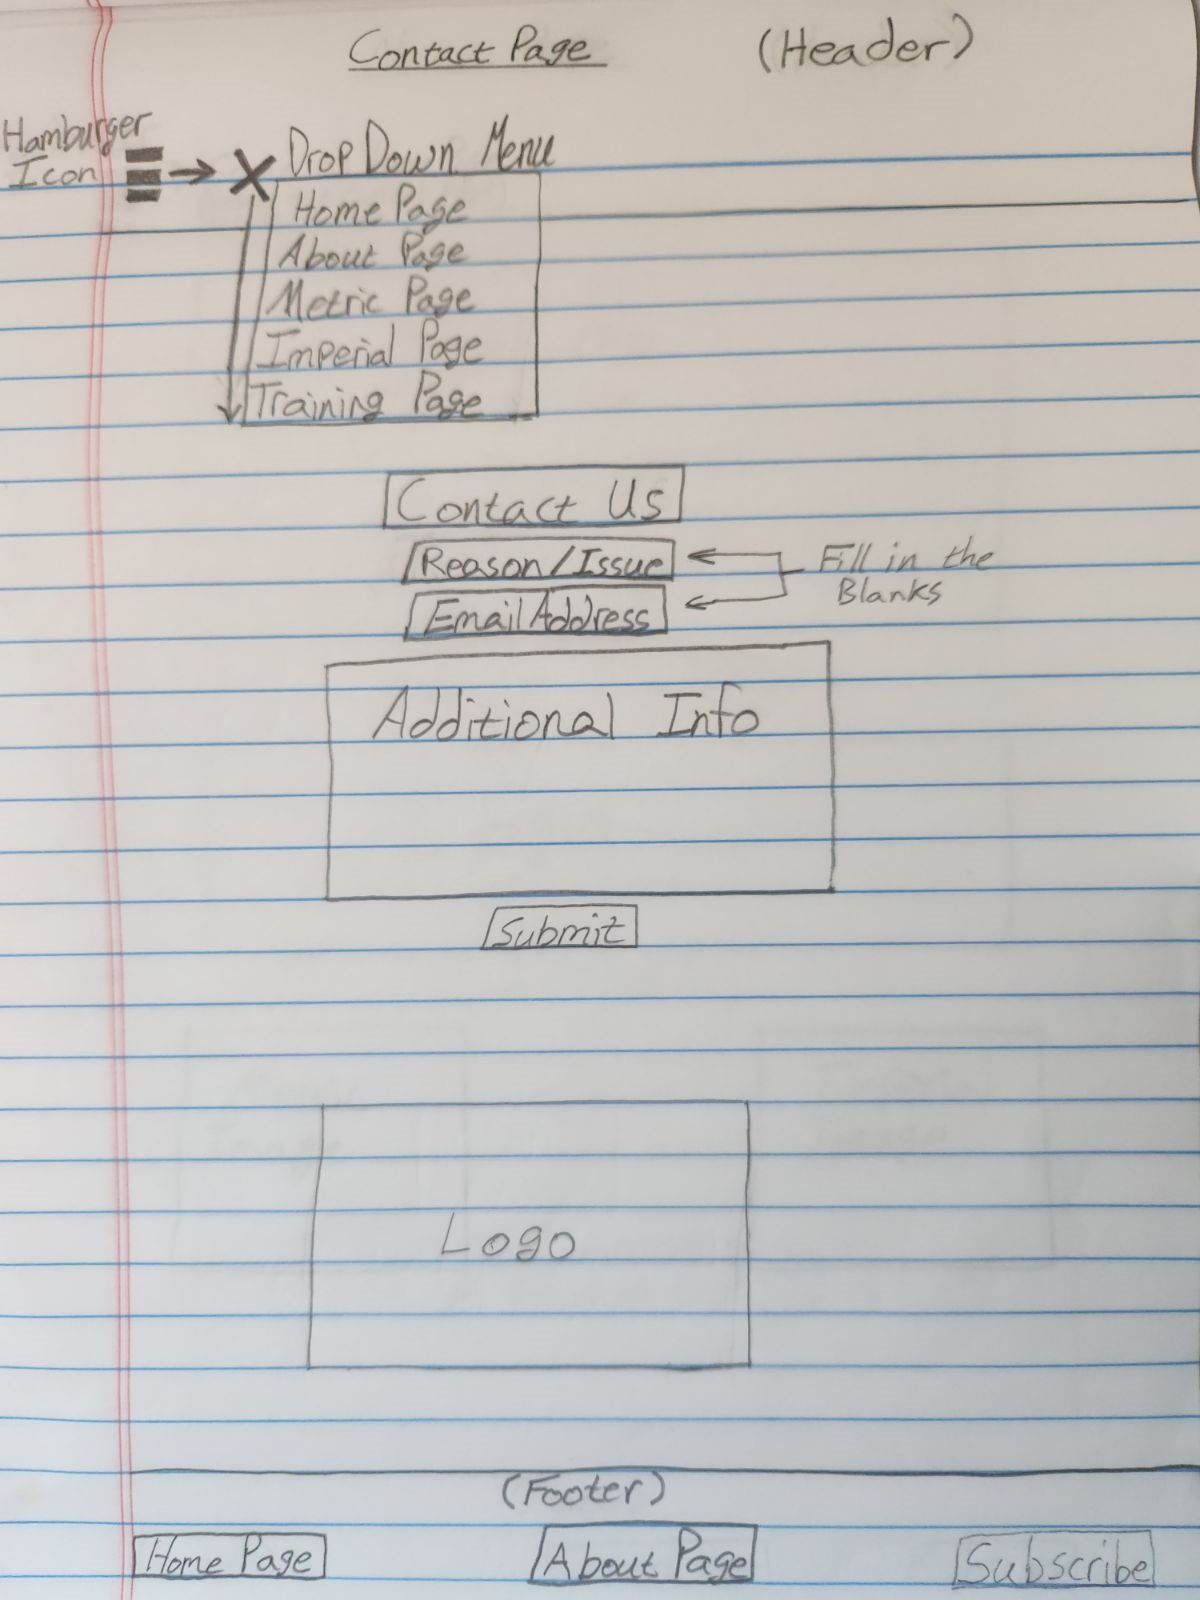 Contact Page (Header)
Hamburger
Icon
Drop Down Menu
Home Page
About Page
Metric Page
Imperial Page
Training Page
Contact Us
Reason/Issue
Email Address
Fill in the
Blanks
Additional Info
Submit
Logo
(Footer)
Home Page About Page Subscribe